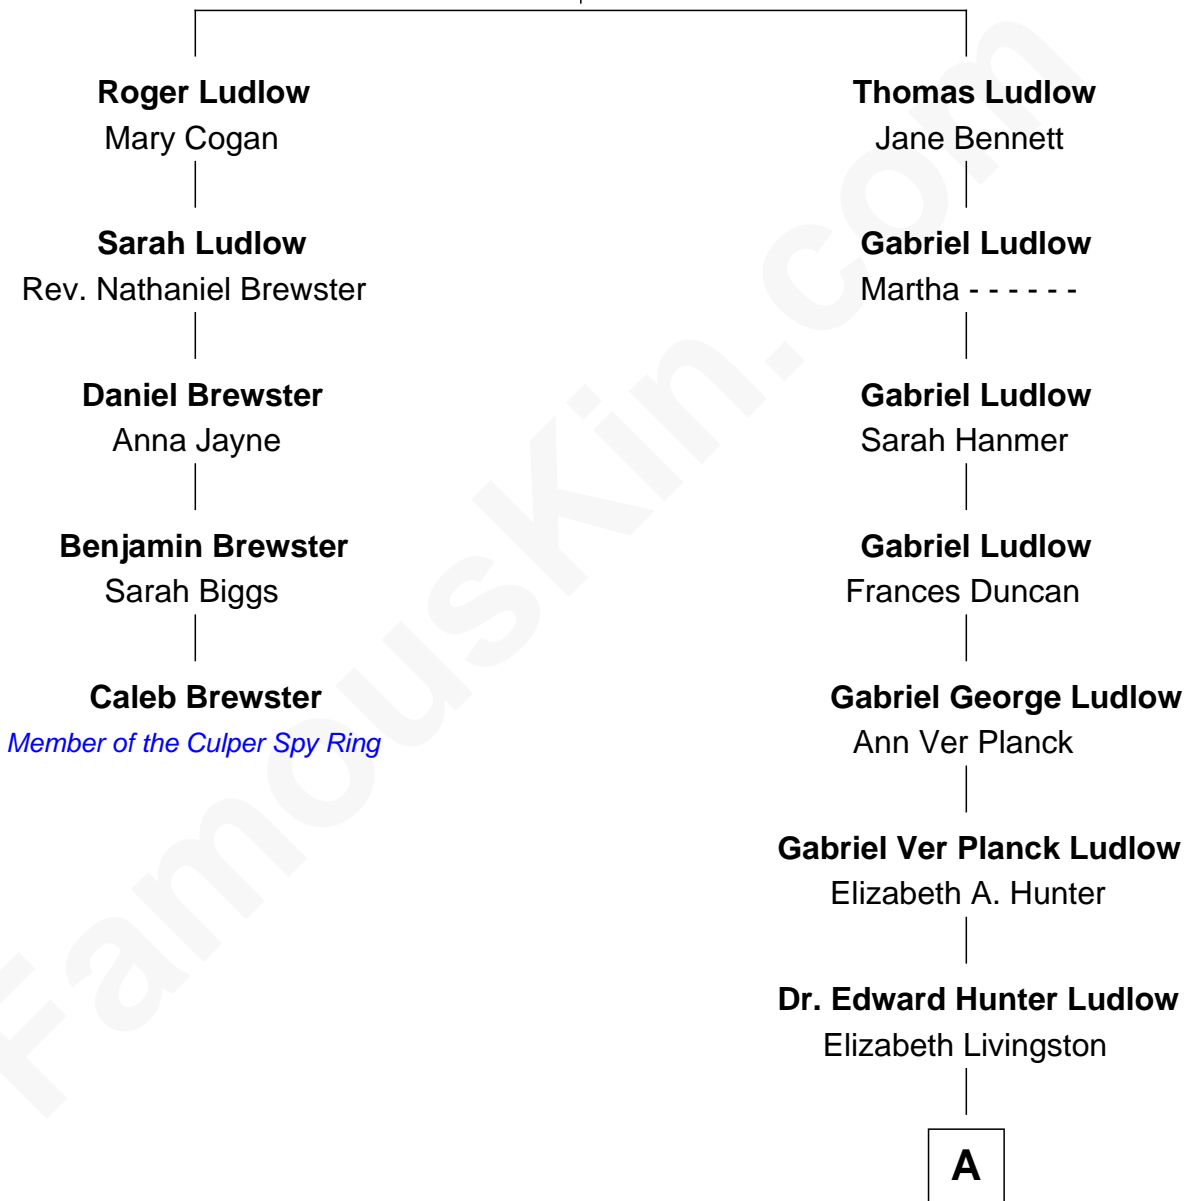 Roger Ludlow
Mary Cogan
Sarah Ludlow
Rev. Nathaniel Brewster
Daniel Brewster
Anna Jayne
Benjamin Brewster
Sarah Biggs
Caleb Brewster
Member of the Culper Spy Ring
Thomas Ludlow
Jane Bennett
Gabriel Ludlow
Martha - - - - - -
Gabriel Ludlow
Sarah Hanmer
Gabriel Ludlow
Frances Duncan
Gabriel George Ludlow
Ann Ver Planck
Gabriel Ver Planck Ludlow
Elizabeth A. Hunter
Dr. Edward Hunter Ludlow
Elizabeth Livingston
A
FamousKin.com